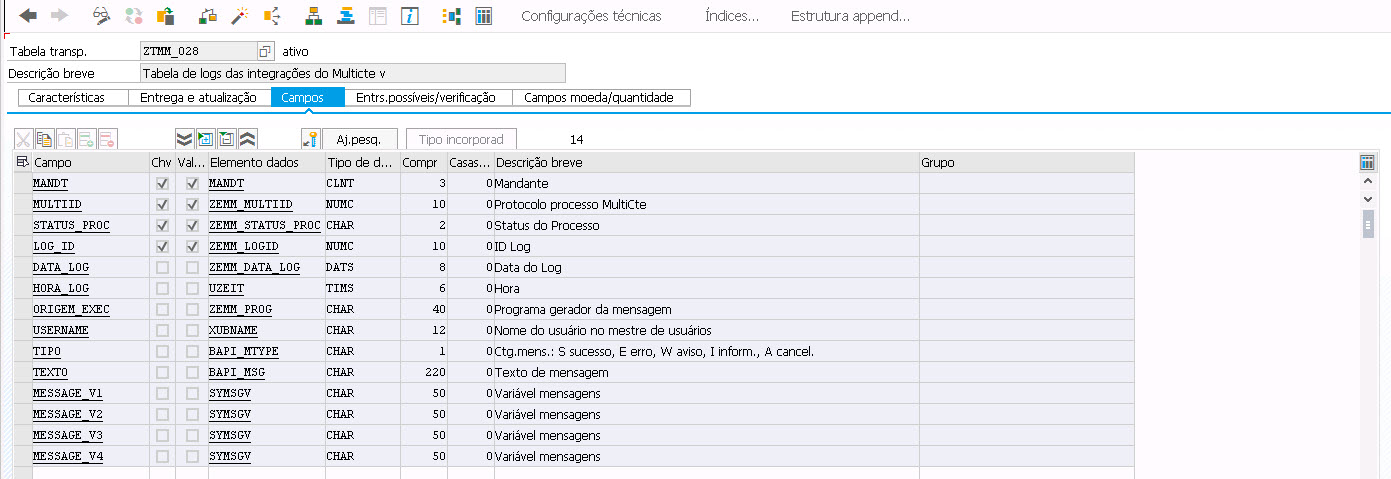 Configurações técnicas Índices... Estrutura append...
Tabela transp. ZTMM_028 ativo
Descrição breve Tabela de logs das integrações do Multicte v
Características Entrega e atualização Campos Entrs.possíveis/verificação Campos moeda/quantidade
Aj.pesq. Tipo incorporad 14
Campo Chv Val... Elemento dados Tipo de d... Compr Casas... Descrição breve Grupo
MANDT MANDT CLNT 3 0 Mandante
MULTIID ZEMM_MULTIID NUMC 10 0 Protocolo processo MultiCte
STATUS_PROC ZEMM_STATUS_PROC CHAR 2 0 Status do Processo
LOG_ID ZEMM_LOGID NUMC 10 0 ID Log
DATA_LOG ZEMM_DATA_LOG DATS 8 0 Data do Log
HORA_LOG UZEIT TIMS 6 0 Hora
ORIGEM_EXEC ZEMM_PROG CHAR 40 0 Programa gerador da mensagem
USERNAME XUBNAME CHAR 12 0 Nome do usuário no mestre de usuários
TIPO BAPI_MTYPE CHAR 1 0 Ctg.mens.: S sucesso, E erro, W aviso, I inform., A cancel.
TEXTO BAPI_MSG CHAR 220 0 Texto de mensagem
MESSAGE_V1 SYMSGV CHAR 50 0 Variável mensagens
MESSAGE_V2 SYMSGV CHAR 50 0 Variável mensagens
MESSAGE_V3 SYMSGV CHAR 50 0 Variável mensagens
MESSAGE_V4 SYMSGV CHAR 50 0 Variável mensagens